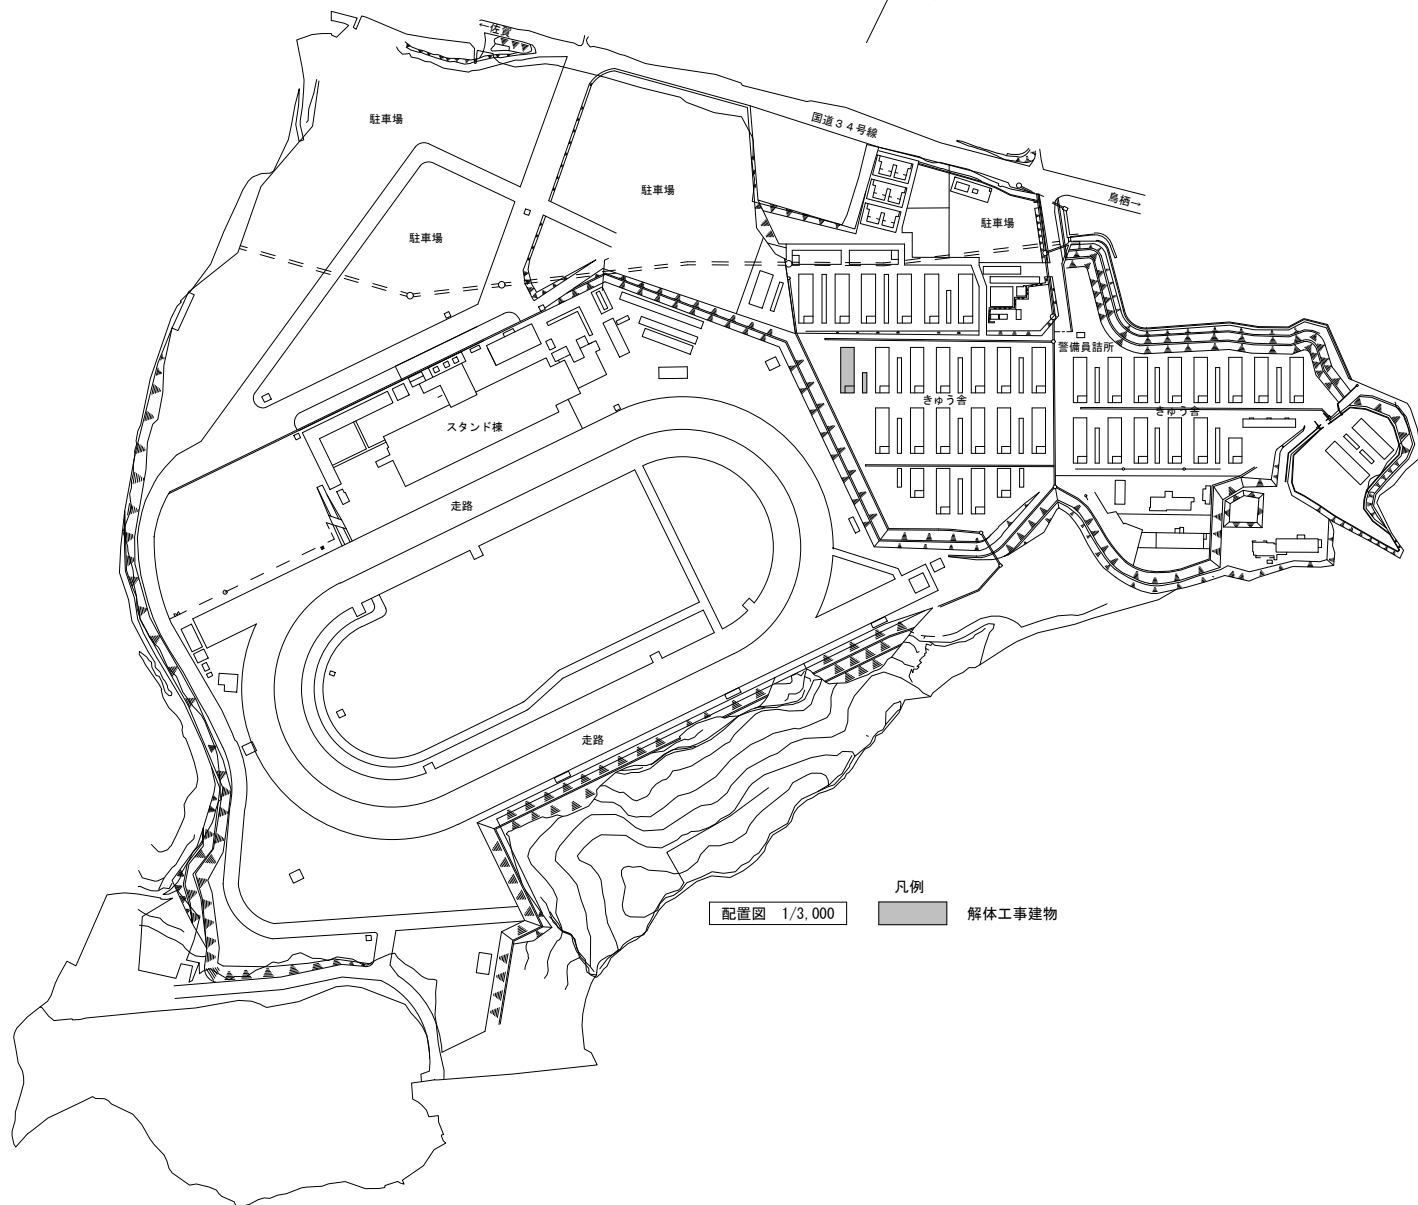 ←佐賀
国道３４号線
鳥栖→
駐車場
駐車場
駐車場
駐車場
警備員詰所
きゅう舎
きゅう舎
スタンド棟
走路
走路
凡例
配置図 1/3,000
解体工事建物